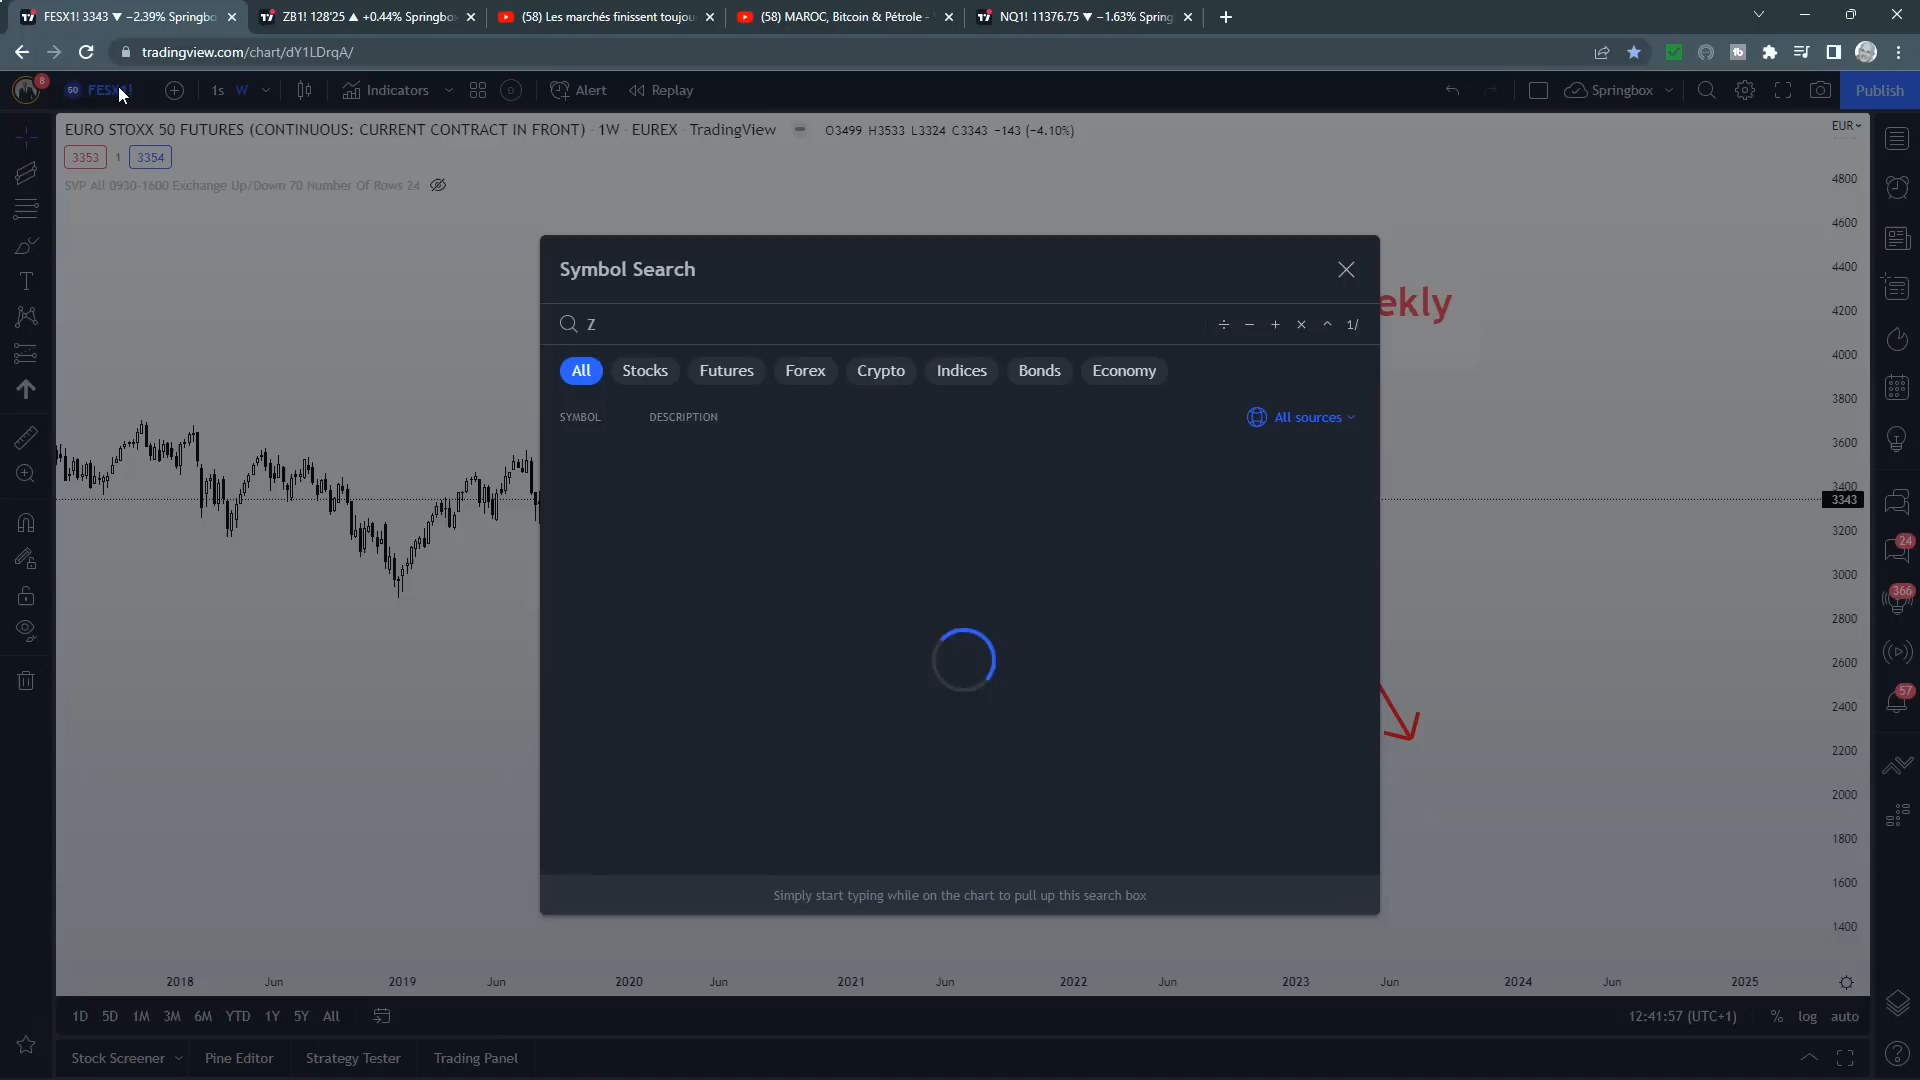 FESX1! 3343 ▼ −2.39% Springbo
ZB1! 128'25 ▲ +0.44% Springbo
(58) Les marchés finissent toujou
(58) MAROC, Bitcoin & Pétrole -
NQ1! 11376.75 ▼ −1.63% Spring
tradingview.com/chart/dY1LDrqA/
8
50 FESX1!
1s W
Indicators
Alert
Replay
Springbox
Publish
EURO STOXX 50 FUTURES (CONTINUOUS: CURRENT CONTRACT IN FRONT) · 1W · EUREX · TradingView
O3499 H3533 L3324 C3343 −143 (−4.10%)
EUR
3353 1 3354
SVP All 0930-1600 Exchange Up/Down 70 Number Of Rows 24
Symbol Search
ekly
Z
÷ − + × ^ 1/
All Stocks Futures Forex Crypto Indices Bonds Economy
SYMBOL DESCRIPTION
All sources
Simply start typing while on the chart to pull up this search box
4800
4600
4400
4200
4000
3800
3600
3400
3343
3200
3000
2800
2600
2400
2200
2000
1800
1600
1400
24
366
57
2018 Jun 2019 Jun 2020 Jun 2021 Jun 2022 Jun 2023 Jun 2024 Jun 2025
1D 5D 1M 3M 6M YTD 1Y 5Y All
12:41:57 (UTC+1) % log auto
Stock Screener Pine Editor Strategy Tester Trading Panel